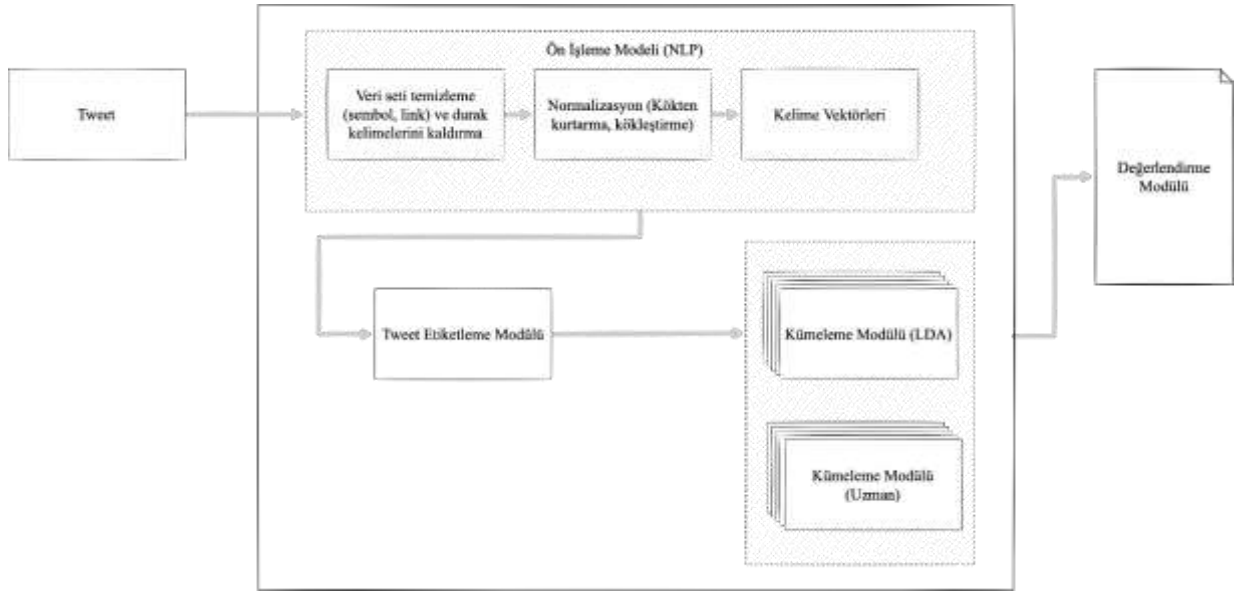 Ön İşleme Modeli (NLP)
Tweet
Veri seti temizleme
(sembol, link) ve durak
kelimelerini kaldırma
Normalizasyon (Kökten
kurtarma, kökleştirme)
Kelime Vektörleri
Değerlendirme
Modülü
Tweet Etiketleme Modülü
Kümeleme Modülü (LDA)
Kümeleme Modülü
(Uzman)